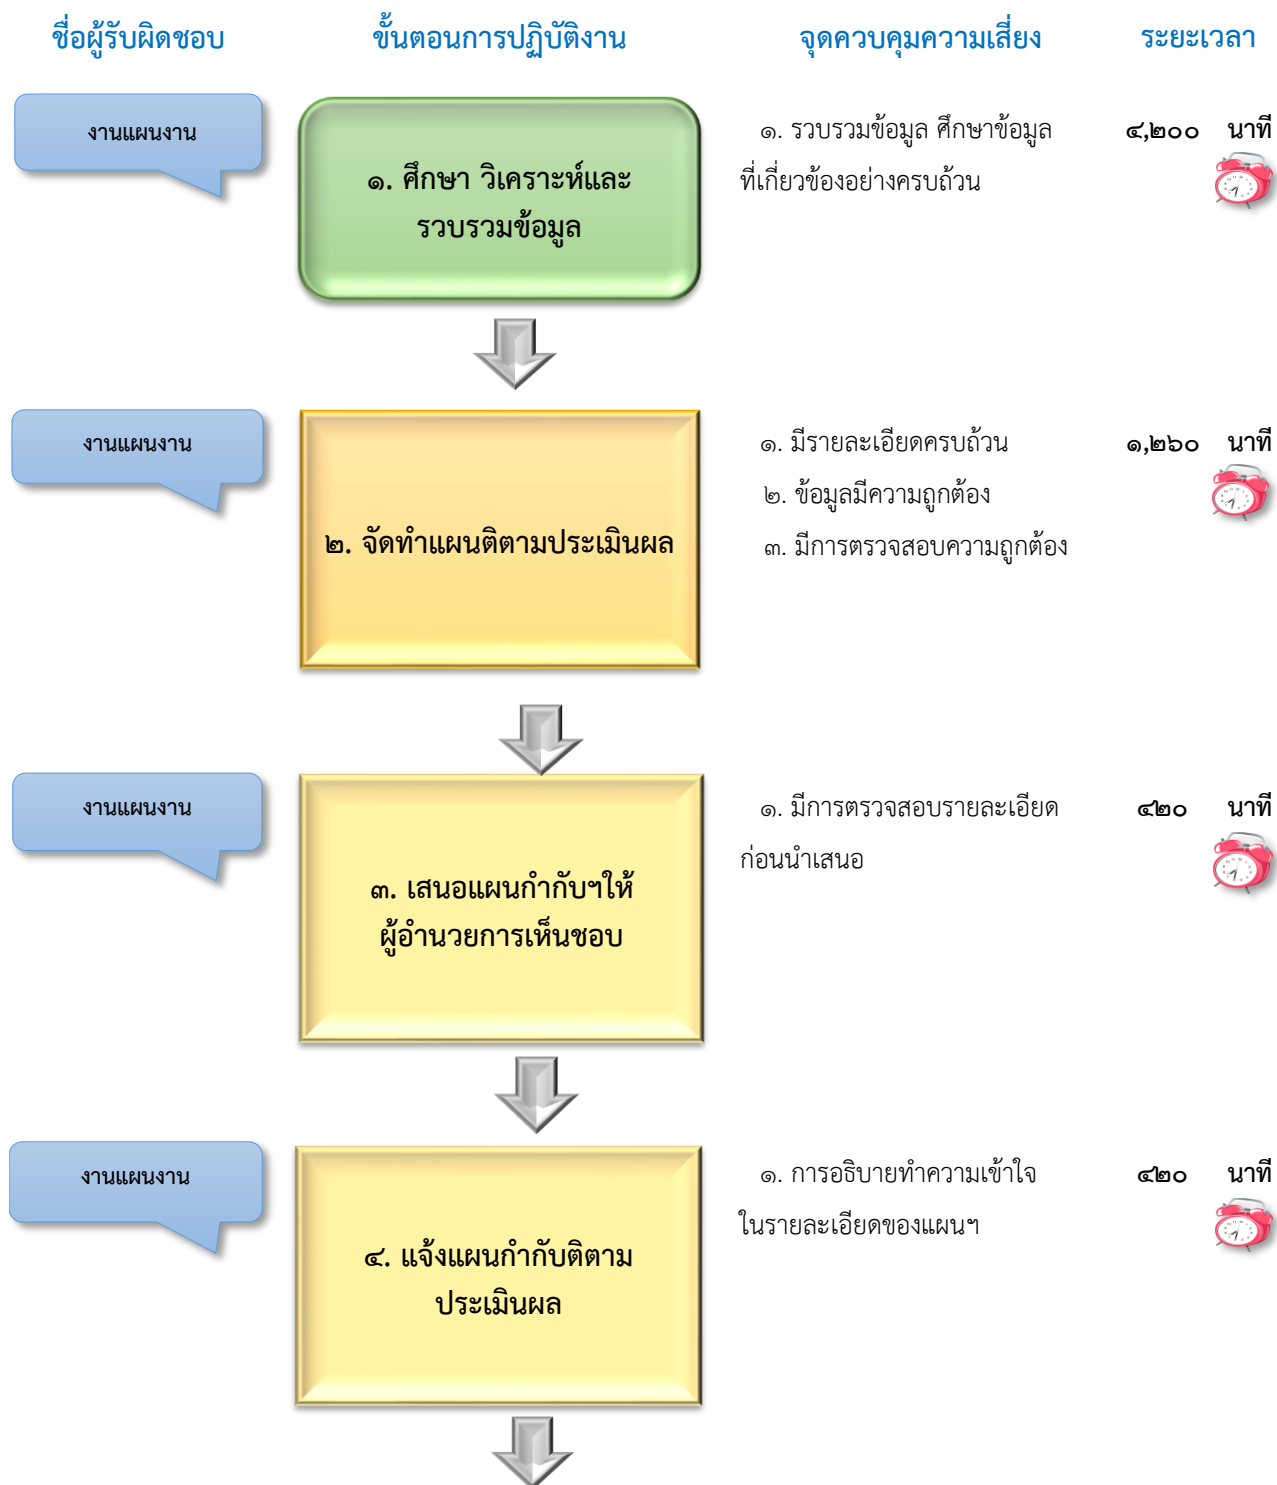 ชื่อผู้รับผิดชอบ ขั้นตอนการปฏิบัติงาน จุดควบคุมความเสี่ยง ระยะเวลา
งานแผนงาน
๑. ศึกษา วิเคราะห์และ
รวบรวมข้อมูล
๑. รวบรวมข้อมูล ศึกษาข้อมูล
ที่เกี่ยวข้องอย่างครบถ้วน
๔,๒๐๐ นาที
งานแผนงาน
๒. จัดทำแผนติตามประเมินผล
๑. มีรายละเอียดครบถ้วน
๒. ข้อมูลมีความถูกต้อง
๓. มีการตรวจสอบความถูกต้อง
๑,๒๖๐ นาที
งานแผนงาน
๓. เสนอแผนกำกับฯให้
ผู้อำนวยการเห็นชอบ
๑. มีการตรวจสอบรายละเอียด
ก่อนนำเสนอ
๔๒๐ นาที
งานแผนงาน
๔. แจ้งแผนกำกับติตาม
ประเมินผล
๑. การอธิบายทำความเข้าใจ
ในรายละเอียดของแผนฯ
๔๒๐ นาที